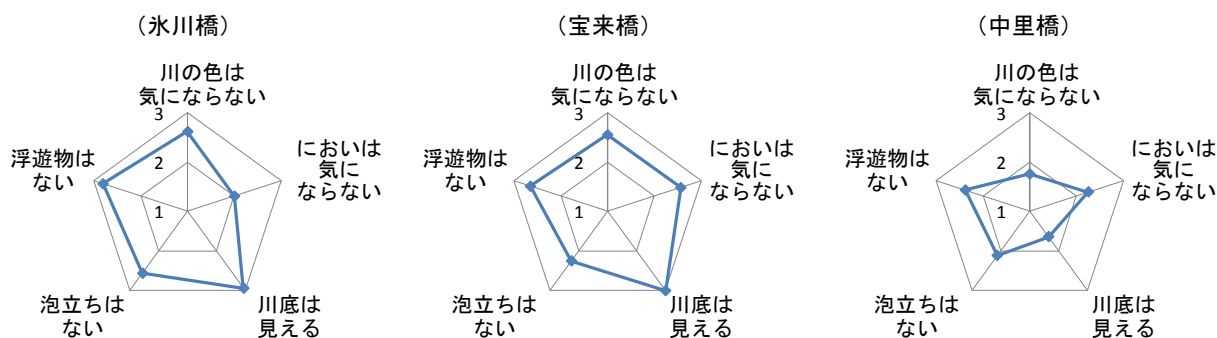 （氷川橋）
川の色は
気にならない
3
2
1
においは
気に
ならない
川底は
見える
泡立ちは
ない
浮遊物は
ない
（宝来橋）
川の色は
気にならない
3
2
1
においは
気に
ならない
川底は
見える
泡立ちは
ない
浮遊物は
ない
（中里橋）
川の色は
気にならない
3
2
1
においは
気に
ならない
川底は
見える
泡立ちは
ない
浮遊物は
ない